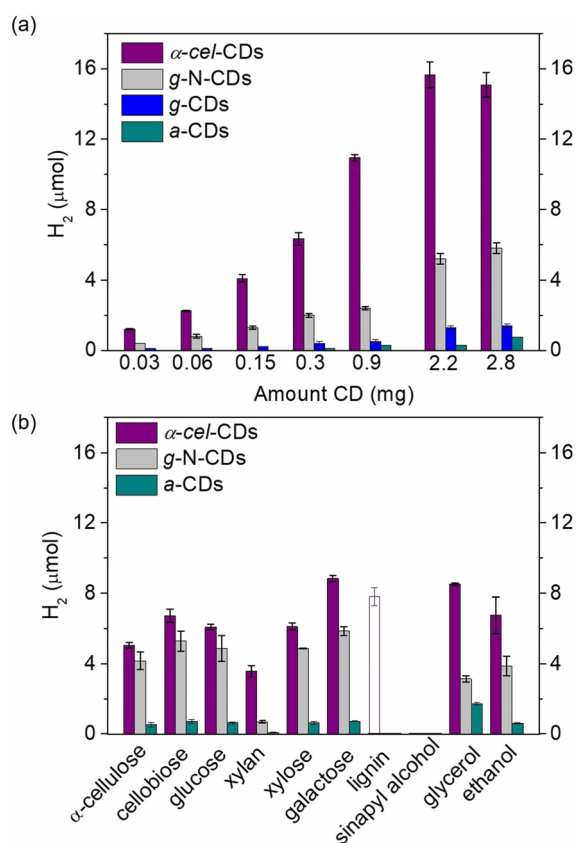 (a)
16
12
8
4
0
H₂ (μmol)
α-cel-CDs
g-N-CDs
g-CDs
a-CDs
16
12
8
4
0
0.03 0.06 0.15 0.3 0.9 2.2 2.8
Amount CD (mg)
(b)
16
12
8
4
0
H₂ (μmol)
α-cel-CDs
g-N-CDs
a-CDs
16
12
8
4
0
α-cellulose
cellobiose
glucose
xylan
xylose
galactose
lignin
sinapyl alcohol
glycerol
ethanol